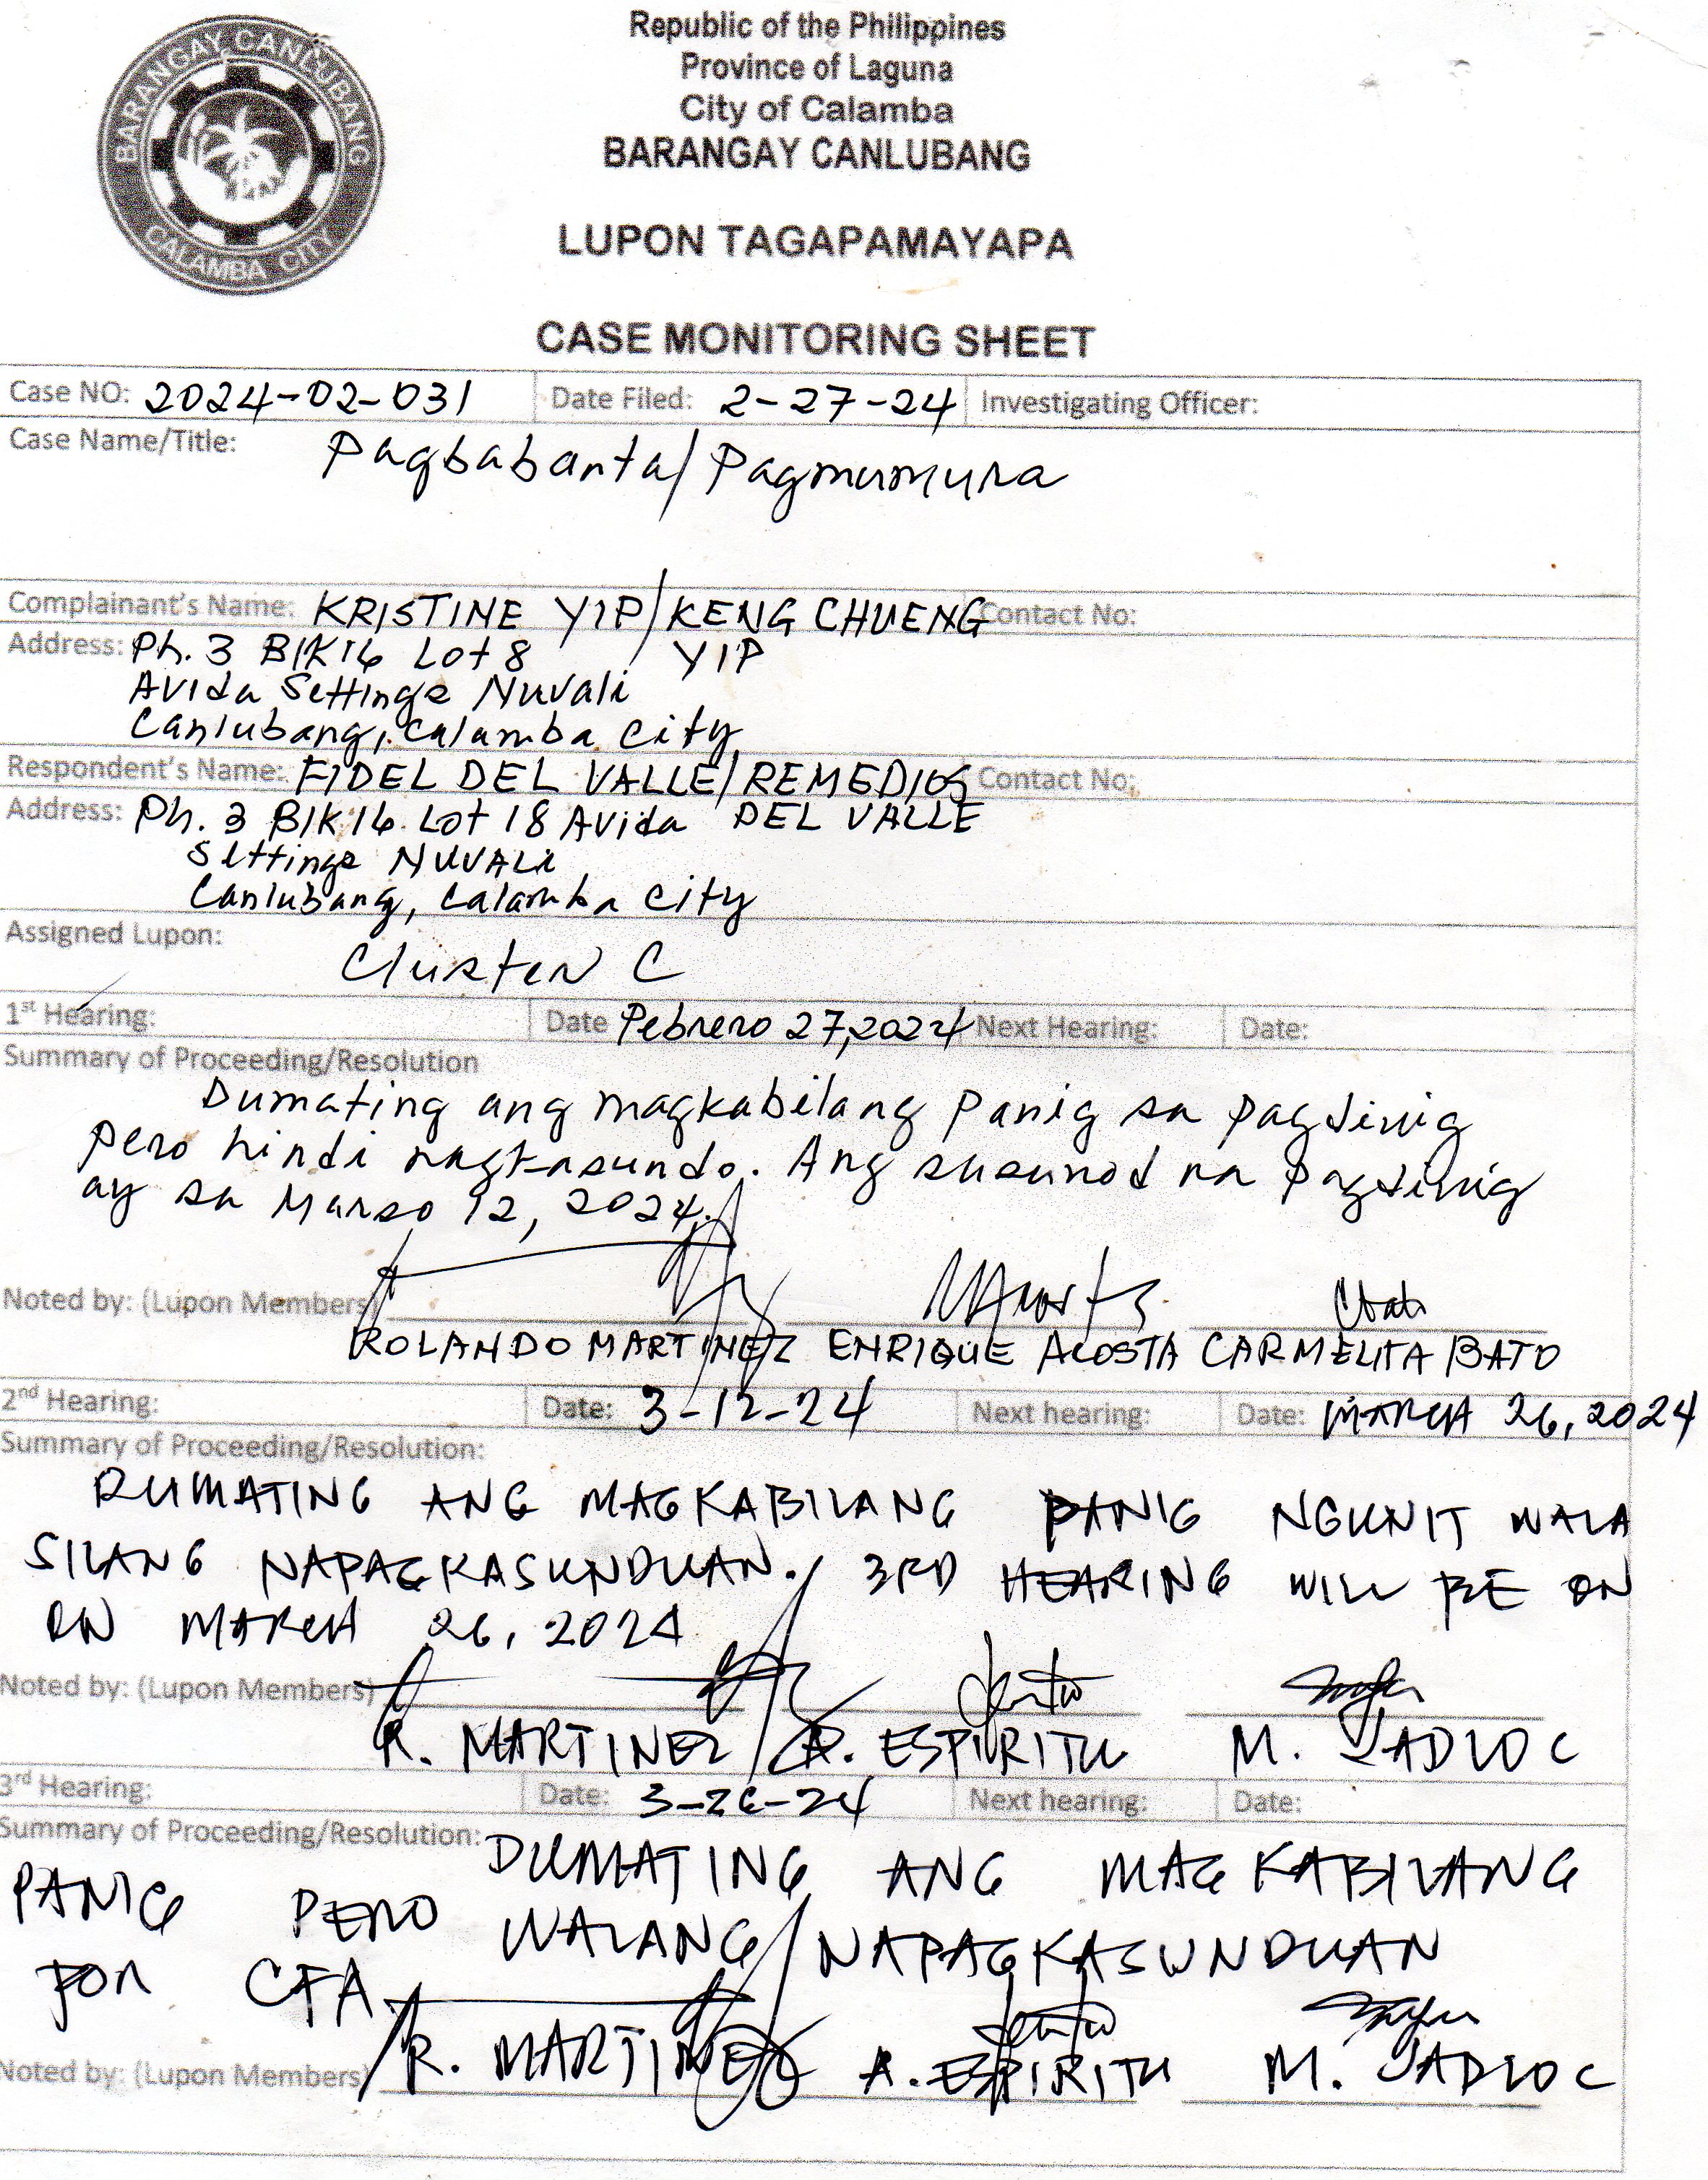 BARANGAY CANLUBANG
CALAMBA CITY
Republic of the Philippines
Province of Laguna
City of Calamba
BARANGAY CANLUBANG
LUPON TAGAPAMAYAPA
CASE MONITORING SHEET
Case NO: 2024-02-031 Date Filed: 2-27-24 Investigating Officer:
Case Name/Title: Pagbabanta/Pagmumura
Complainant's Name: KRISTINE YIP/KENG CHUENG Contact No:
Address: Ph. 3 Blk 16 Lot 8 YIP
Avida Settings Nuvali
Canlubang, Calamba City
Respondent's Name: FIDEL DEL VALLE/REMEDIOS Contact No:
Address: Ph. 3 Blk 16 Lot 18 Avida DEL VALLE
Settings NUVALi
Canlubang, Calamba City
Assigned Lupon:
Cluster C
1st Hearing: Date Pebrero 27, 2024 Next Hearing: Date:
Summary of Proceeding/Resolution
Dumating ang magkabilang panig sa pagdinig
pero hindi nagkasundo. Ang susunod na pagdinig
ay sa Marso 12, 2024.
Noted by: (Lupon Members)
ROLANDO MARTINEZ ENRIQUE ACOSTA CARMELITA BATO
2nd Hearing: Date: 3-12-24 Next hearing: Date: MARCH 26, 2024
Summary of Proceeding/Resolution:
DUMATING ANG MAGKABILANG PANIG NGUNIT WALA
SILANG NAPAGKASUNDUAN. 3RD HEARING WILL BE ON
ON MARCH 26, 2024
Noted by: (Lupon Members)
R. MARTINEZ A. ESPIRITU M. JADLOC
3rd Hearing: Date: 3-26-24 Next hearing: Date:
Summary of Proceeding/Resolution: DUMATING ANG MAGKABILANG
PANIG PERO WALANG NAPAGKASUNDUAN
FOR CFA.
Noted by: (Lupon Members) R. MARTINEZ A. ESPIRITU M. JADLOC